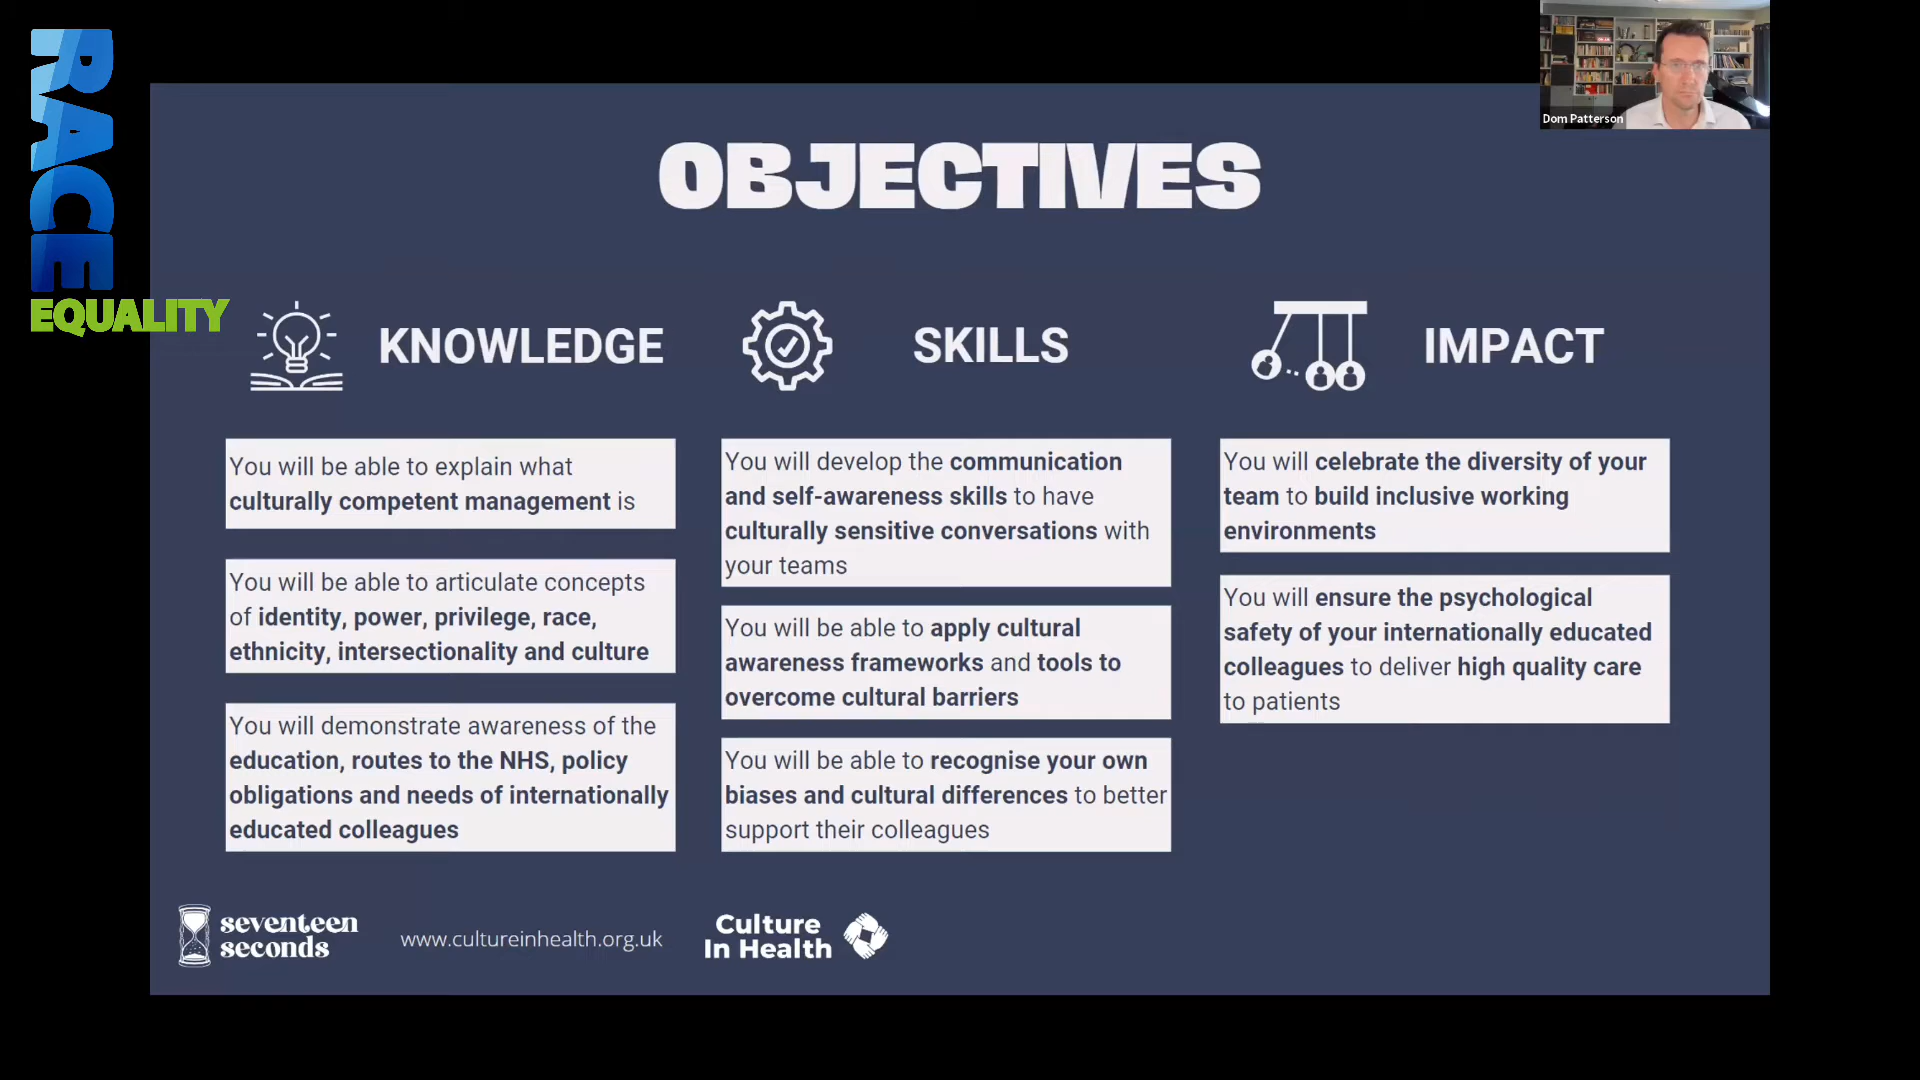 RACE
EQUALITY
Dom Patterson
OBJECTIVES
KNOWLEDGE
You will be able to explain what
culturally competent management is
You will be able to articulate concepts
of identity, power, privilege, race,
ethnicity, intersectionality and culture
You will demonstrate awareness of the
education, routes to the NHS, policy
obligations and needs of internationally
educated colleagues
SKILLS
You will develop the communication
and self-awareness skills to have
culturally sensitive conversations with
your teams
You will be able to apply cultural
awareness frameworks and tools to
overcome cultural barriers
You will be able to recognise your own
biases and cultural differences to better
support their colleagues
IMPACT
You will celebrate the diversity of your
team to build inclusive working
environments
You will ensure the psychological
safety of your internationally educated
colleagues to deliver high quality care
to patients
seventeen
seconds
www.cultureinhealth.org.uk
Culture
In Health